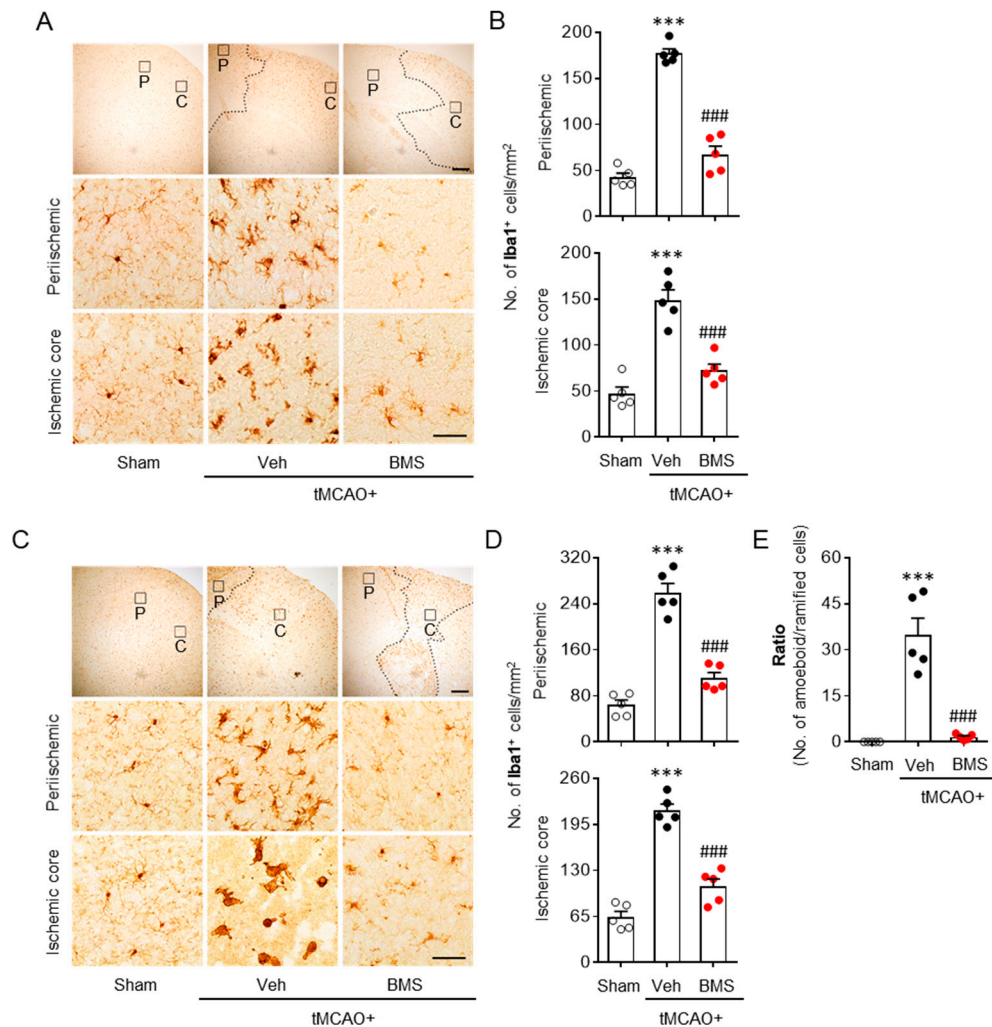 A
P
C
P
C
P
C
Periischemic
Ischemic core
Sham
Veh
BMS
tMCAO+
B
No. of Iba1⁺ cells/mm²
Periischemic
200
150
100
50
0
***
###
Ischemic core
200
150
100
50
0
***
###
Sham
Veh
BMS
tMCAO+
C
P
C
P
C
P
C
Periischemic
Ischemic core
Sham
Veh
BMS
tMCAO+
D
No. of Iba1⁺ cells/mm²
Periischemic
320
240
160
80
0
***
###
Ischemic core
260
195
130
65
0
***
###
Sham
Veh
BMS
tMCAO+
E
Ratio
(No. of amoeboid/ramified cells)
60
45
30
15
0
***
###
Sham
Veh
BMS
tMCAO+